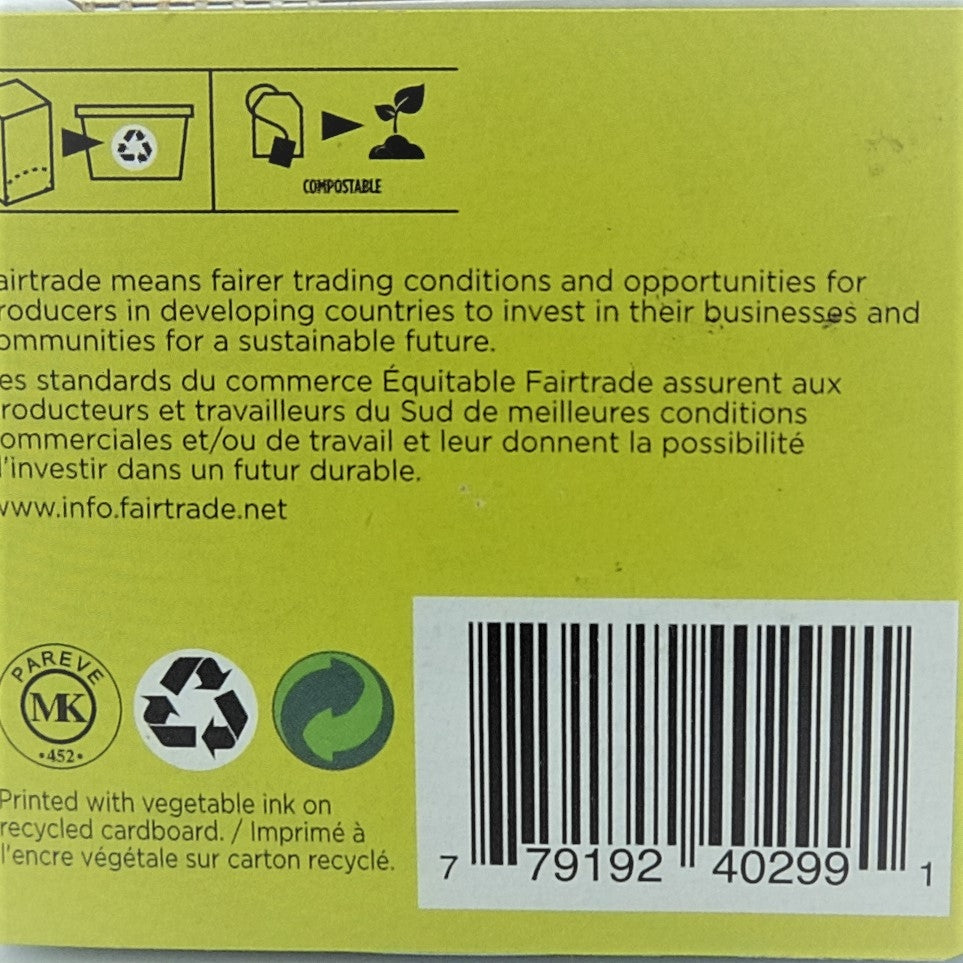 COMPOSTABLE
airtrade means fairer trading conditions and opportunities for
roducers in developing countries to invest in their businesses and
ommunities for a sustainable future.
es standards du commerce Équitable Fairtrade assurent aux
roducteurs et travailleurs du Sud de meilleures conditions
ommerciales et/ou de travail et leur donnent la possibilité
l'investir dans un futur durable.
www.info.fairtrade.net
PAREVE
MK
•452•
Printed with vegetable ink on
recycled cardboard. / Imprimé à
l'encre végétale sur carton recyclé.
7 79192 40299 1